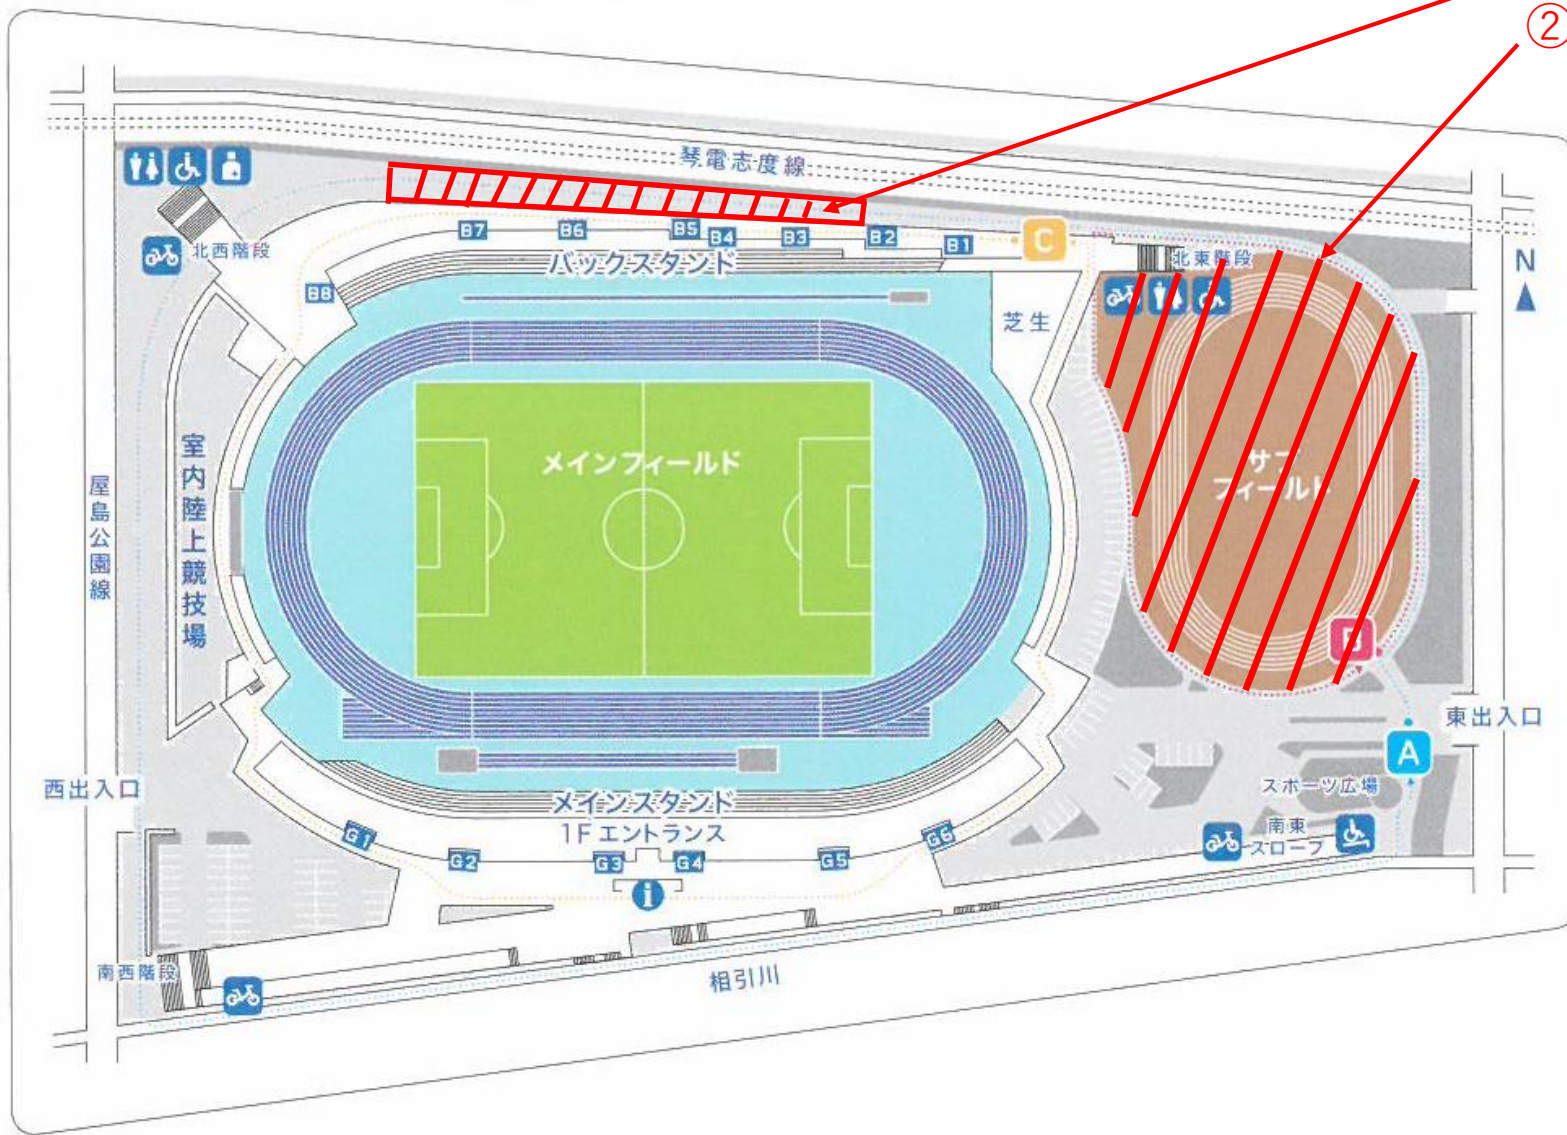 ②
琴電志度線
N
北西階段
B7
B6
B5
B4
B3
B2
B1
C
北東階段
B8
バックスタンド
芝生
室内陸上競技場
屋島公園線
メインフィールド
サブ
フィールド
B
東出入口
A
西出入口
スポーツ広場
メインスタンド
1F エントランス
南東
スロープ
G1
G2
G3
G4
G5
G6
i
南西階段
相引川